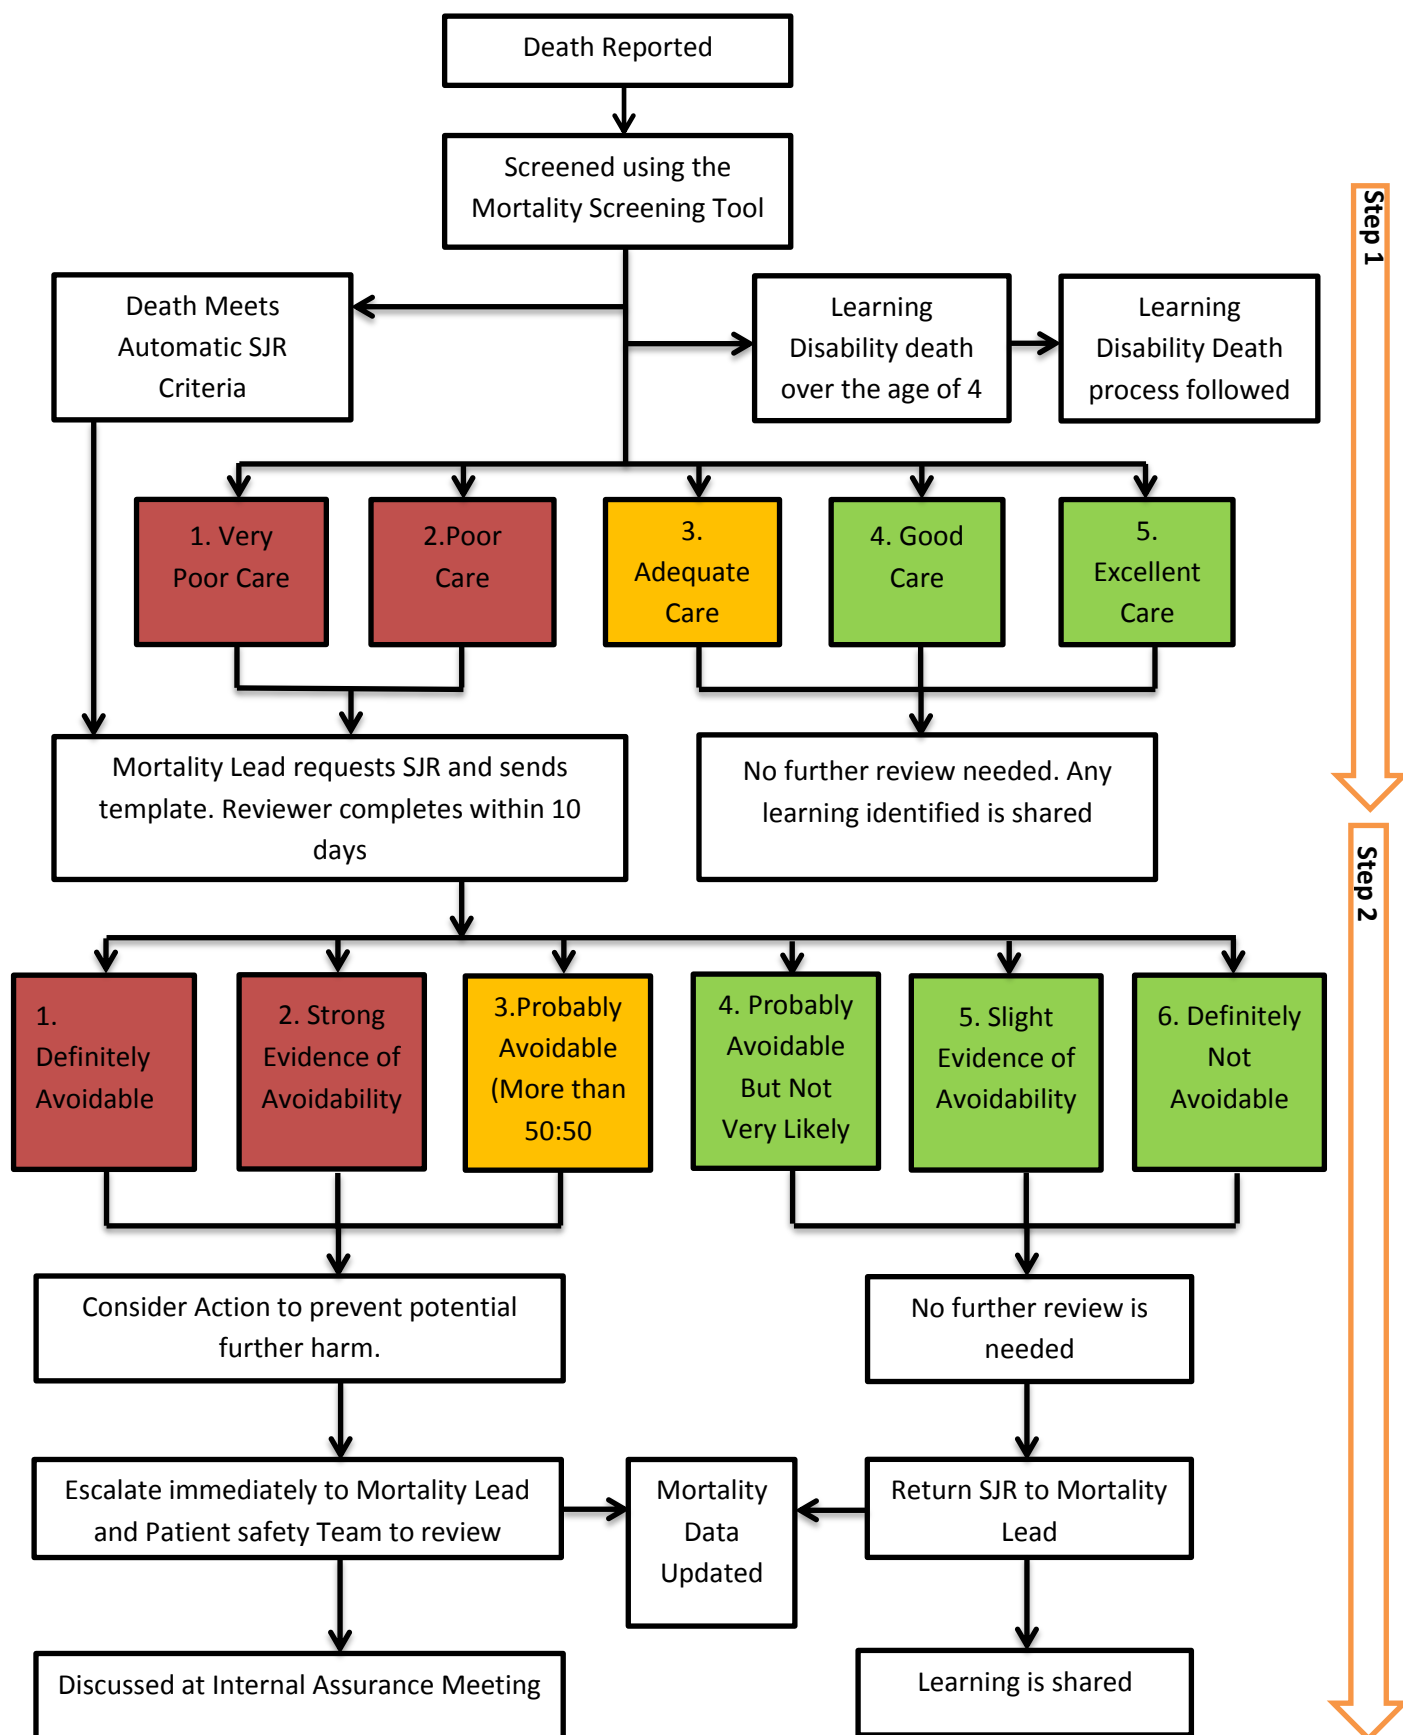 Death Reported
Screened using the
Mortality Screening Tool
Step 1
Death Meets
Automatic SJR
Criteria
Learning
Disability death
over the age of 4
Learning
Disability Death
process followed
1. Very
Poor Care
2.Poor
Care
3.
Adequate
Care
4. Good
Care
5.
Excellent
Care
Mortality Lead requests SJR and sends
template. Reviewer completes within 10
days
No further review needed. Any
learning identified is shared
Step 2
1.
Definitely
Avoidable
2. Strong
Evidence of
Avoidability
3.Probably
Avoidable
(More than
50:50
4. Probably
Avoidable
But Not
Very Likely
5. Slight
Evidence of
Avoidability
6. Definitely
Not
Avoidable
Consider Action to prevent potential
further harm.
No further review is
needed
Escalate immediately to Mortality Lead
and Patient safety Team to review
Mortality
Data
Updated
Return SJR to Mortality
Lead
Discussed at Internal Assurance Meeting
Learning is shared